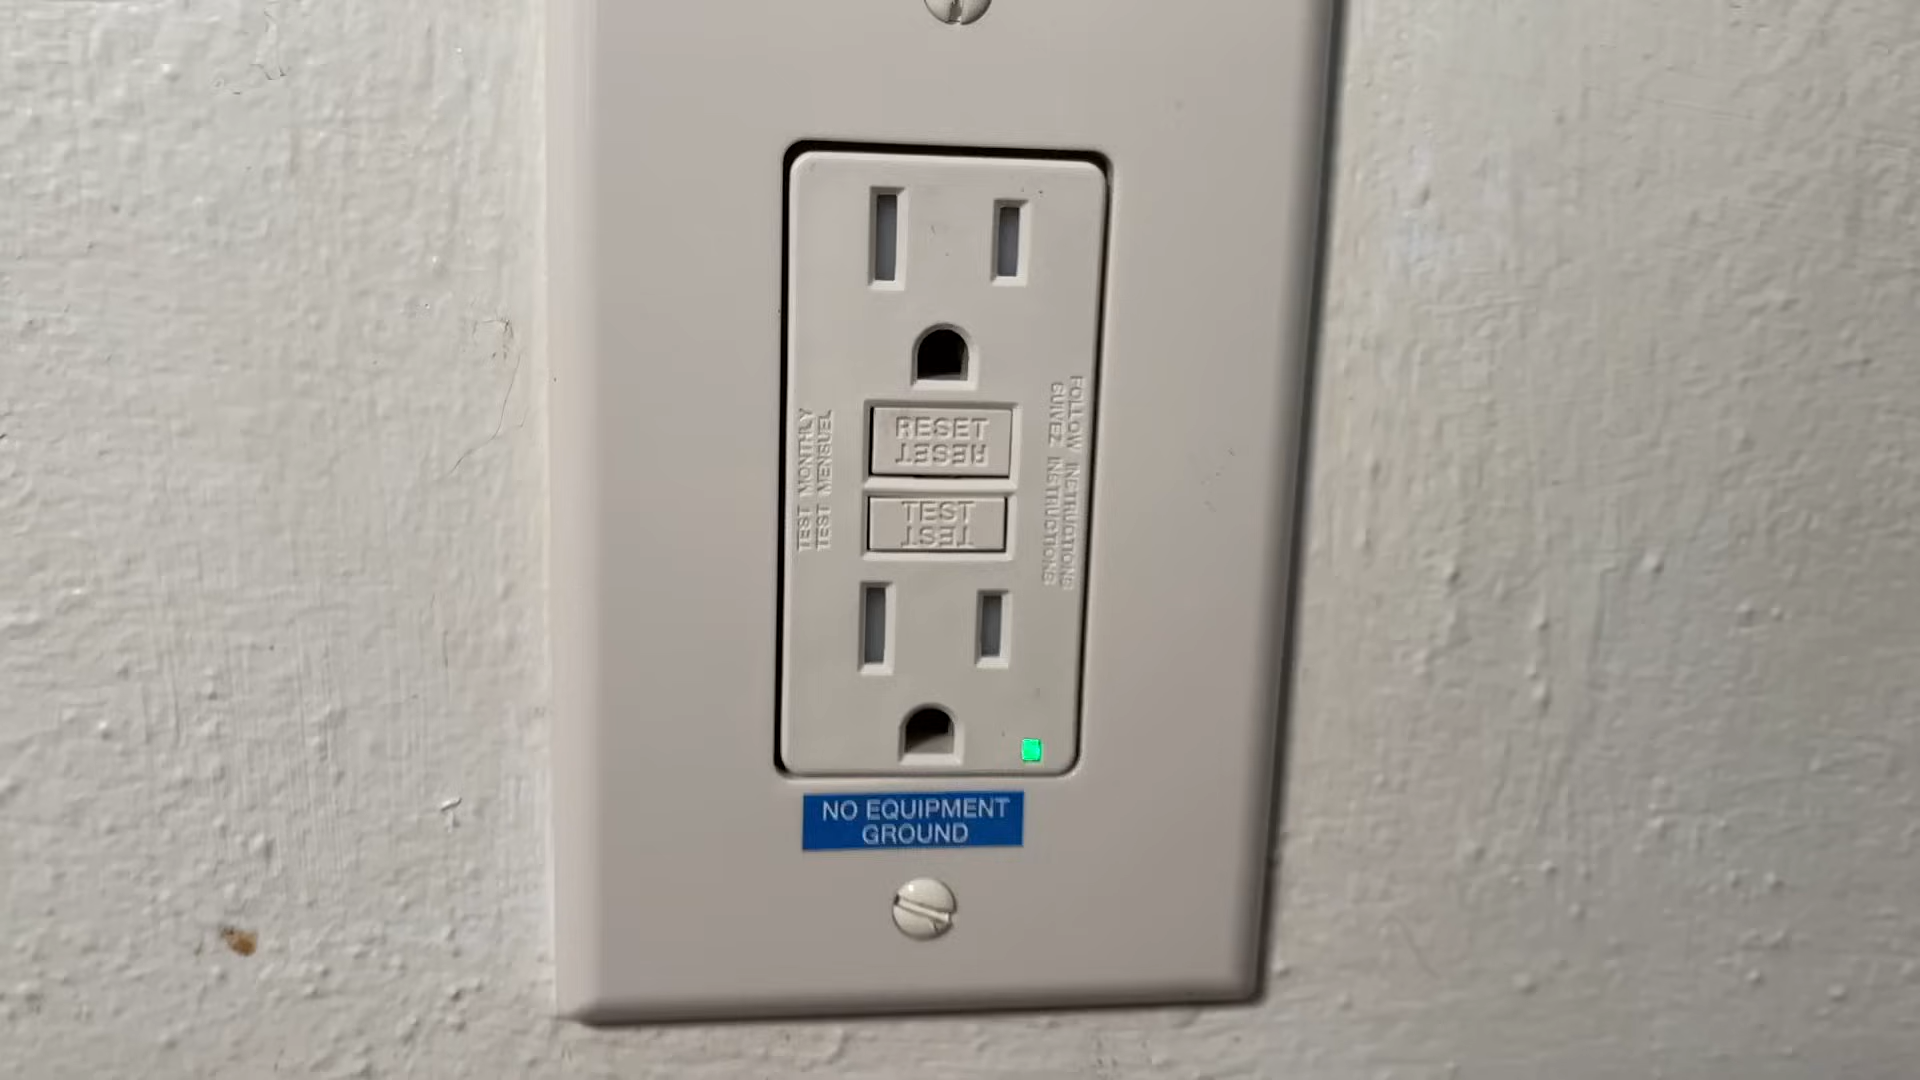 RESET
RESET
TEST
TEST
TEST MONTHLY
TEST MENSUEL
FOLLOW INSTRUCTIONS
SUIVEZ INSTRUCTIONS
NO EQUIPMENT
GROUND